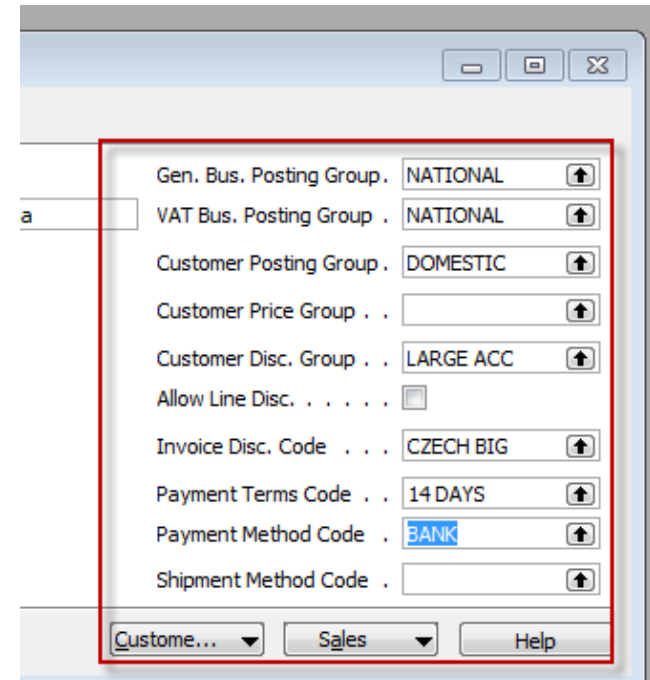 Gen. Bus. Posting Group. NATIONAL
a VAT Bus. Posting Group . NATIONAL
Customer Posting Group. DOMESTIC
Customer Price Group . .
Customer Disc. Group . . LARGE ACC
Allow Line Disc. . . . . .
Invoice Disc. Code . . . CZECH BIG
Payment Terms Code . . 14 DAYS
Payment Method Code . BANK
Shipment Method Code .
Custome... Sales Help